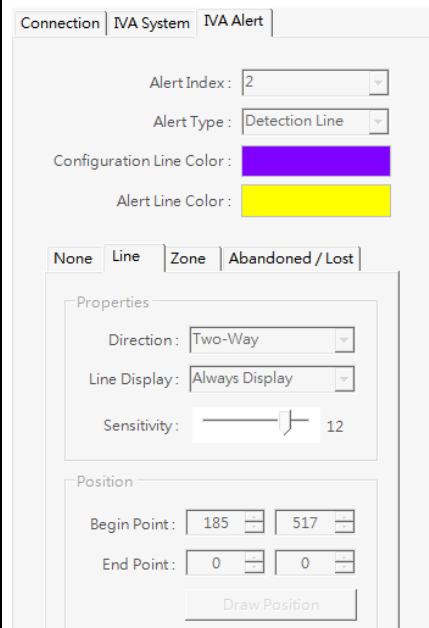 Connection IVA System IVA Alert
Alert Index : 2
Alert Type : Detection Line
Configuration Line Color :
Alert Line Color :
None Line Zone Abandoned / Lost
Properties
Direction : Two-Way
Line Display : Always Display
Sensitivity : 12
Position
Begin Point : 185 517
End Point : 0 0
Draw Position